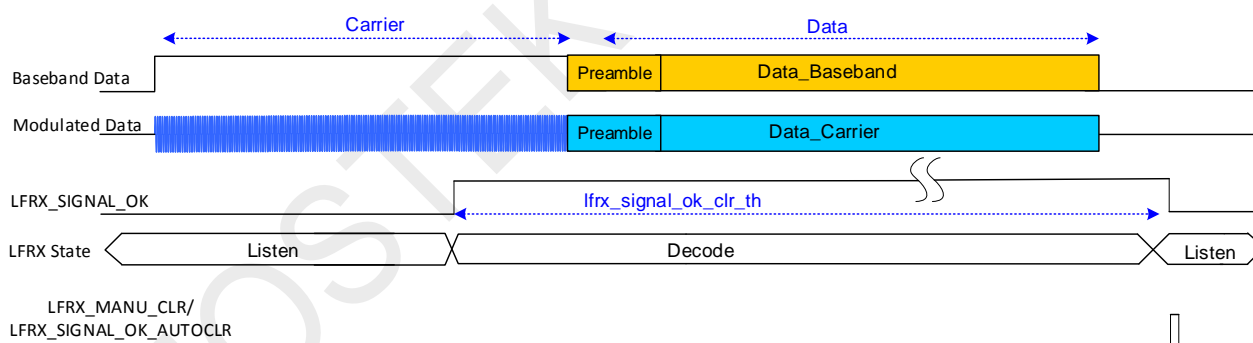 Carrier
Data
Baseband Data
Preamble
Data_Baseband
Modulated Data
Preamble
Data_Carrier
LFRX_SIGNAL_OK
lfrx_signal_ok_clr_th
LFRX State
Listen
Decode
Listen
LFRX_MANU_CLR/
LFRX_SIGNAL_OK_AUTOCLR
OSTEK